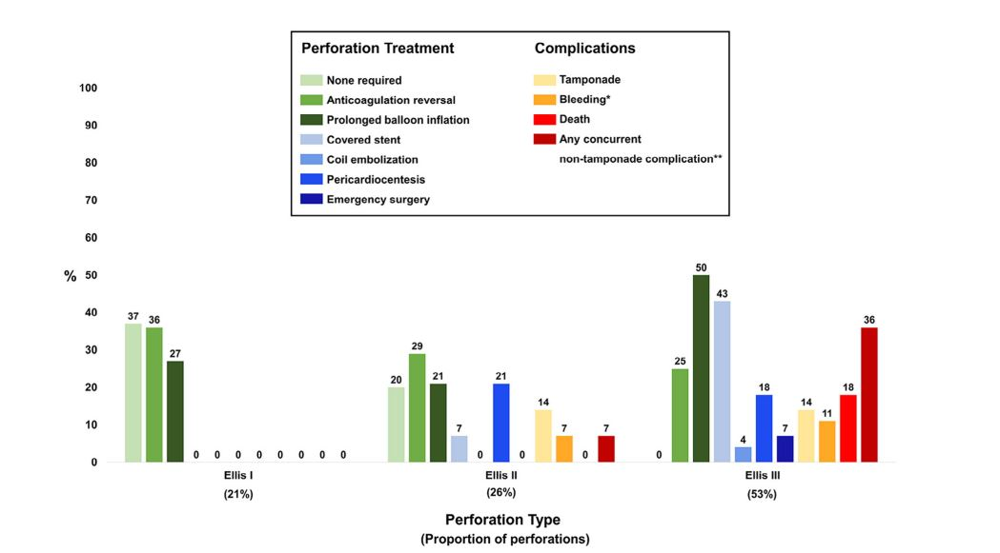 Perforation Treatment
None required
Anticoagulation reversal
Prolonged balloon inflation
Covered stent
Coil embolization
Pericardiocentesis
Emergency surgery
Complications
Tamponade
Bleeding*
Death
Any concurrent
non-tamponade complication**
%
100
90
80
70
60
50
40
30
20
10
0
37 36 27 0 0 0 0 0 0 0 0
20 29 21 7 0 21 0 14 7 0 7
0 25 50 43 4 18 7 14 11 18 36
Ellis I
(21%)
Ellis II
(26%)
Ellis III
(53%)
Perforation Type
(Proportion of perforations)